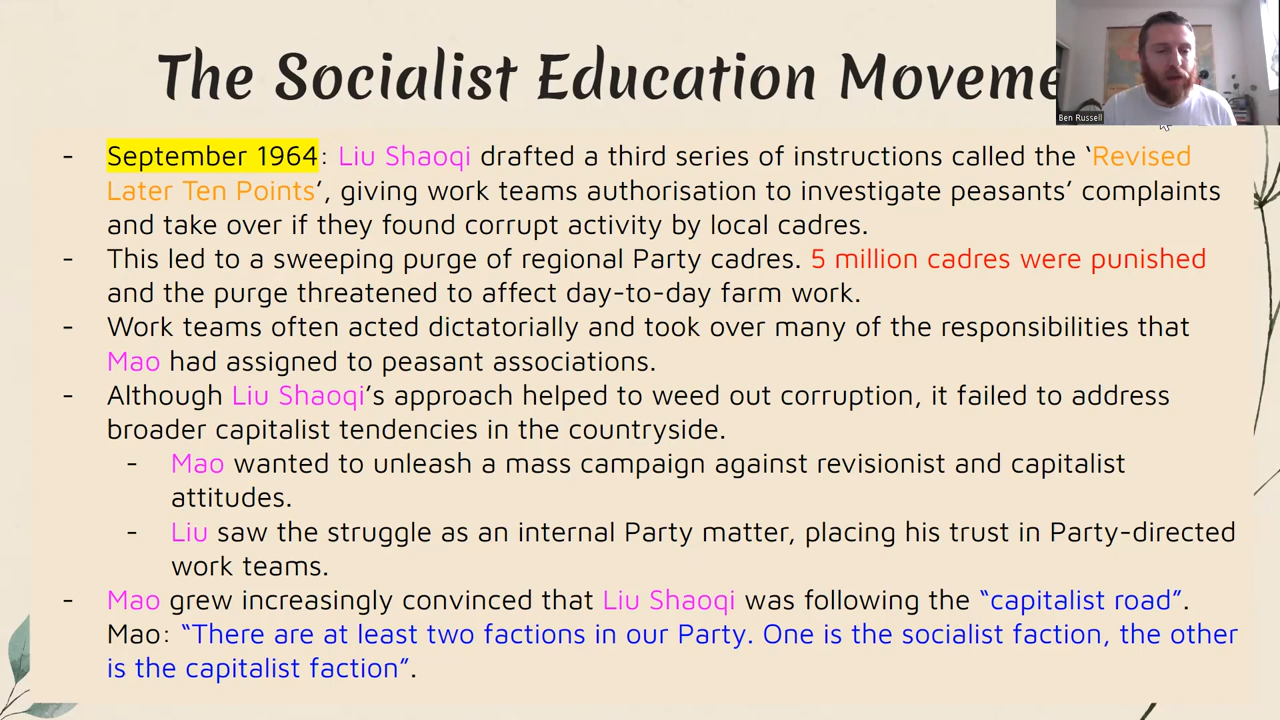 The Socialist Education Moveme
Ben Russell
- September 1964: Liu Shaoqi drafted a third series of instructions called the ‘Revised
Later Ten Points’, giving work teams authorisation to investigate peasants’ complaints
and take over if they found corrupt activity by local cadres.
- This led to a sweeping purge of regional Party cadres. 5 million cadres were punished
and the purge threatened to affect day-to-day farm work.
- Work teams often acted dictatorially and took over many of the responsibilities that
Mao had assigned to peasant associations.
- Although Liu Shaoqi’s approach helped to weed out corruption, it failed to address
broader capitalist tendencies in the countryside.
- Mao wanted to unleash a mass campaign against revisionist and capitalist
attitudes.
- Liu saw the struggle as an internal Party matter, placing his trust in Party-directed
work teams.
- Mao grew increasingly convinced that Liu Shaoqi was following the “capitalist road”.
Mao: “There are at least two factions in our Party. One is the socialist faction, the other
is the capitalist faction”.